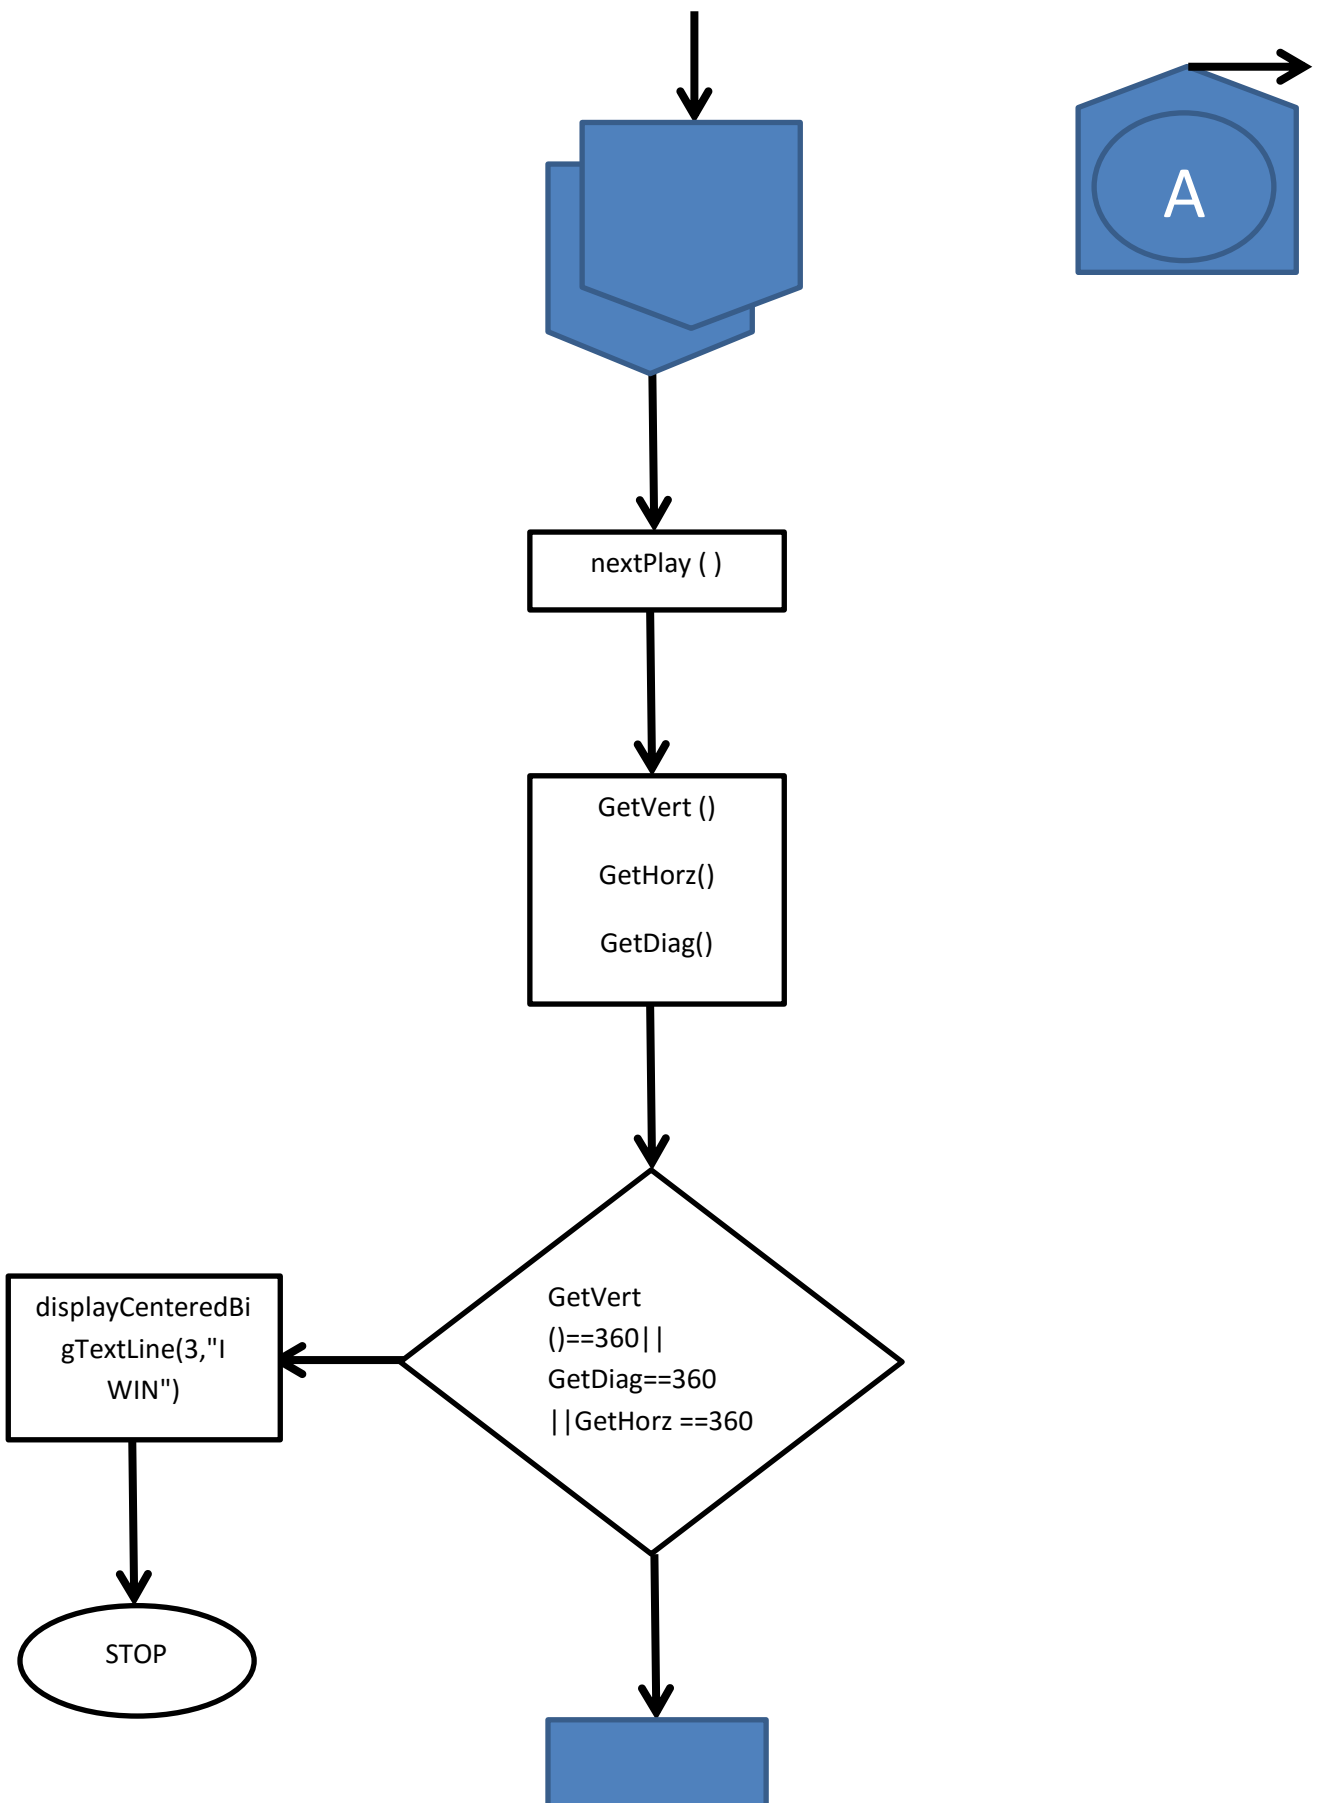 A
nextPlay ( )
GetVert ()
GetHorz()
GetDiag()
GetVert
()==360||
GetDiag==360
||GetHorz ==360
displayCenteredBi
gTextLine(3,"I
WIN")
STOP